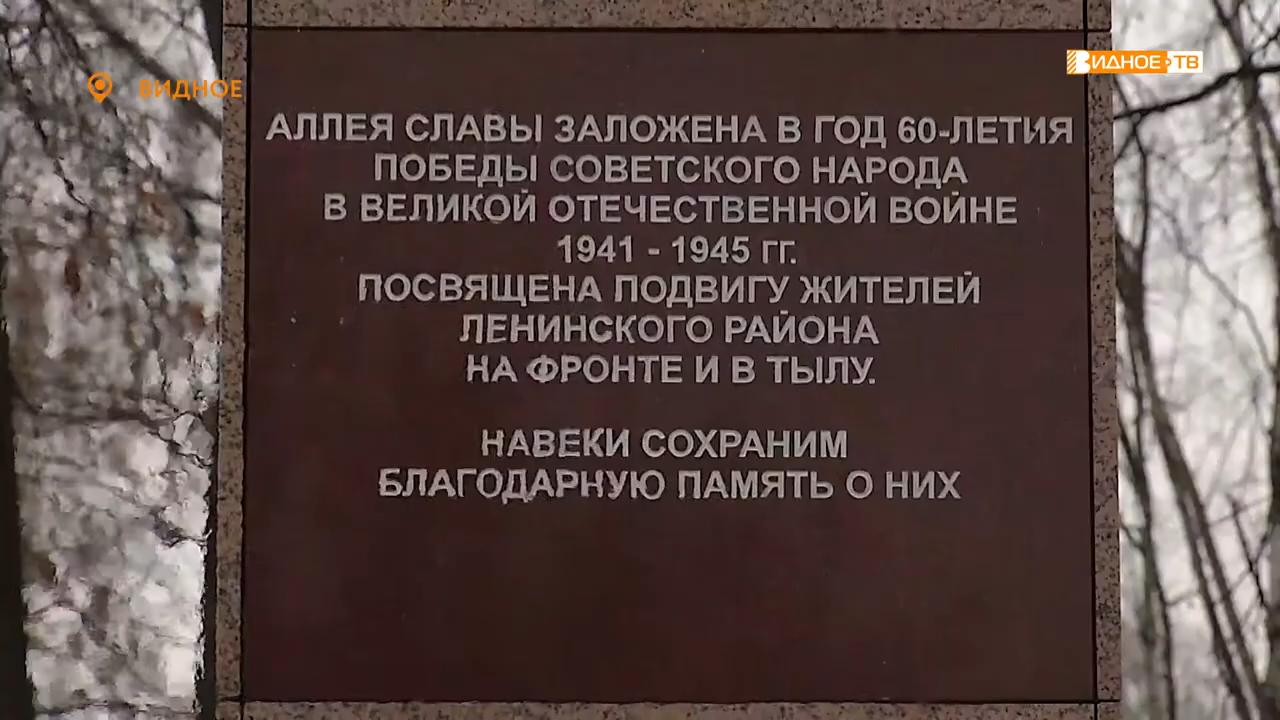 ВИДНОЕ
ВИДНОЕ ТВ
АЛЛЕЯ СЛАВЫ ЗАЛОЖЕНА В ГОД 60-ЛЕТИЯ
ПОБЕДЫ СОВЕТСКОГО НАРОДА
В ВЕЛИКОЙ ОТЕЧЕСТВЕННОЙ ВОЙНЕ
1941 - 1945 ГГ.
ПОСВЯЩЕНА ПОДВИГУ ЖИТЕЛЕЙ
ЛЕНИНСКОГО РАЙОНА
НА ФРОНТЕ И В ТЫЛУ.
НАВЕКИ СОХРАНИМ
БЛАГОДАРНУЮ ПАМЯТЬ О НИХ